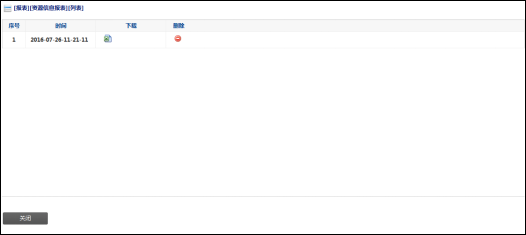 [报表][资源信息报表][列表]
序号 时间 下载 删除
1 2016-07-26-11-21-11
关闭